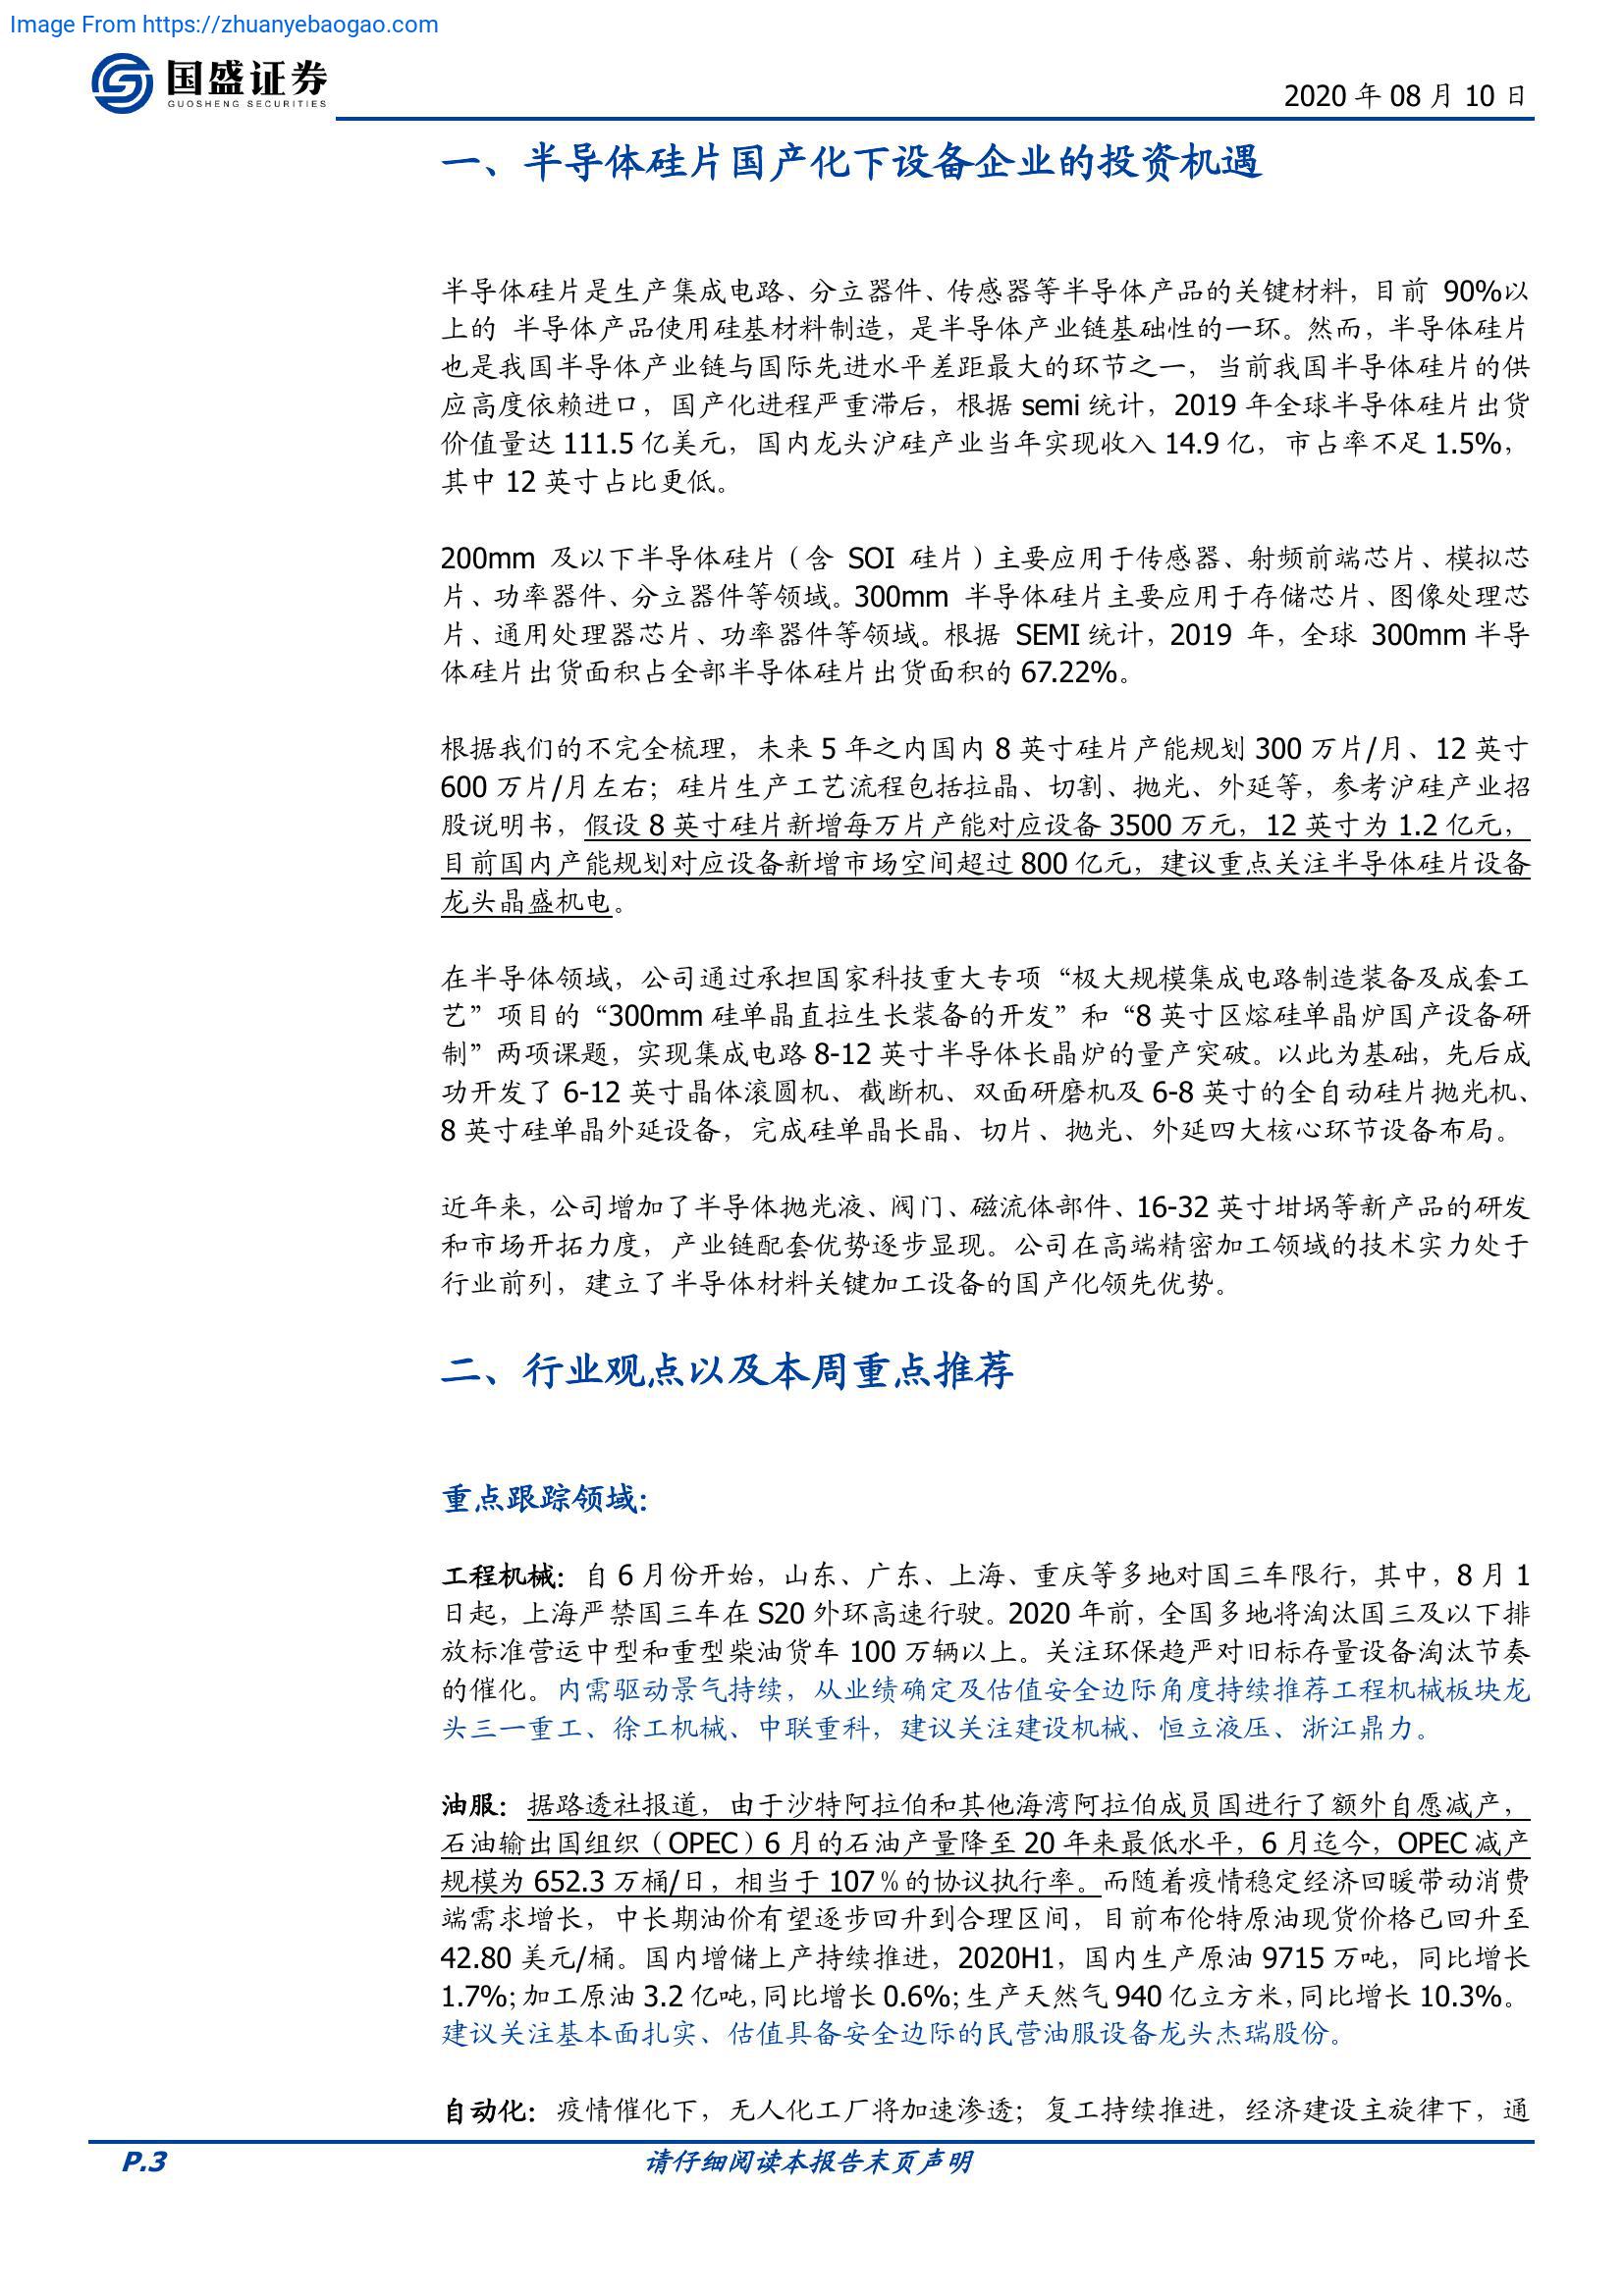 Image From https://zhuanyebaogao.com
国盛证券
GUOSHENG SECURITIES
2020 年 08 月 10 日
一、半导体硅片国产化下设备企业的投资机遇
半导体硅片是生产集成电路、分立器件、传感器等半导体产品的关键材料，目前 90%以
上的 半导体产品使用硅基材料制造，是半导体产业链基础性的一环。然而，半导体硅片
也是我国半导体产业链与国际先进水平差距最大的环节之一，当前我国半导体硅片的供
应高度依赖进口，国产化进程严重滞后，根据 semi 统计，2019 年全球半导体硅片出货
价值量达 111.5 亿美元，国内龙头沪硅产业当年实现收入 14.9 亿，市占率不足 1.5%，
其中 12 英寸占比更低。
200mm 及以下半导体硅片（含 SOI 硅片）主要应用于传感器、射频前端芯片、模拟芯
片、功率器件、分立器件等领域。300mm 半导体硅片主要应用于存储芯片、图像处理芯
片、通用处理器芯片、功率器件等领域。根据 SEMI 统计，2019 年，全球 300mm 半导
体硅片出货面积占全部半导体硅片出货面积的 67.22%。
根据我们的不完全梳理，未来 5 年之内国内 8 英寸硅片产能规划 300 万片/月、12 英寸
600 万片/月左右；硅片生产工艺流程包括拉晶、切割、抛光、外延等，参考沪硅产业招
股说明书，假设 8 英寸硅片新增每万片产能对应设备 3500 万元，12 英寸为 1.2 亿元，
目前国内产能规划对应设备新增市场空间超过 800 亿元，建议重点关注半导体硅片设备
龙头晶盛机电。
在半导体领域，公司通过承担国家科技重大专项“极大规模集成电路制造装备及成套工
艺”项目的“300mm 硅单晶直拉生长装备的开发”和“8 英寸区熔硅单晶炉国产设备研
制”两项课题，实现集成电路 8-12 英寸半导体长晶炉的量产突破。以此为基础，先后成
功开发了 6-12 英寸晶体滚圆机、截断机、双面研磨机及 6-8 英寸的全自动硅片抛光机、
8 英寸硅单晶外延设备，完成硅单晶长晶、切片、抛光、外延四大核心环节设备布局。
近年来，公司增加了半导体抛光液、阀门、磁流体部件、16-32 英寸坩埚等新产品的研发
和市场开拓力度，产业链配套优势逐步显现。公司在高端精密加工领域的技术实力处于
行业前列，建立了半导体材料关键加工设备的国产化领先优势。
二、行业观点以及本周重点推荐
重点跟踪领域：
工程机械：自 6 月份开始，山东、广东、上海、重庆等多地对国三车限行，其中，8 月 1
日起，上海严禁国三车在 S20 外环高速行驶。2020 年前，全国多地将淘汰国三及以下排
放标准营运中型和重型柴油货车 100 万辆以上。关注环保趋严对旧标存量设备淘汰节奏
的催化。内需驱动景气持续，从业绩确定及估值安全边际角度持续推荐工程机械板块龙
头三一重工、徐工机械、中联重科，建议关注建设机械、恒立液压、浙江鼎力。
油服：据路透社报道，由于沙特阿拉伯和其他海湾阿拉伯成员国进行了额外自愿减产，
石油输出国组织（OPEC）6 月的石油产量降至 20 年来最低水平，6 月迄今，OPEC 减产
规模为 652.3 万桶/日，相当于 107％的协议执行率。而随着疫情稳定经济回暖带动消费
端需求增长，中长期油价有望逐步回升到合理区间，目前布伦特原油现货价格已回升至
42.80 美元/桶。国内增储上产持续推进，2020H1，国内生产原油 9715 万吨，同比增长
1.7%；加工原油 3.2 亿吨，同比增长 0.6%；生产天然气 940 亿立方米，同比增长 10.3%。
建议关注基本面扎实、估值具备安全边际的民营油服设备龙头杰瑞股份。
自动化：疫情催化下，无人化工厂将加速渗透；复工持续推进，经济建设主旋律下，通
P.3
请仔细阅读本报告末页声明